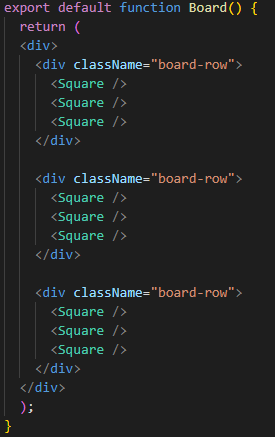 export default function Board() {
return (
<div>
<div className="board-row">
<Square />
<Square />
<Square />
</div>
<div className="board-row">
<Square />
<Square />
<Square />
</div>
<div className="board-row">
<Square />
<Square />
<Square />
</div>
</div>
);
}